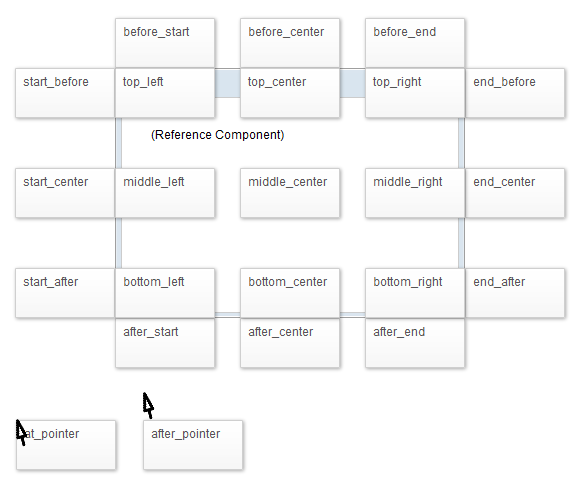 before_start
before_center
before_end
start_before
top_left
top_center
top_right
end_before
(Reference Component)
start_center
middle_left
middle_center
middle_right
end_center
start_after
bottom_left
bottom_center
bottom_right
end_after
after_start
after_center
after_end
at_pointer
after_pointer